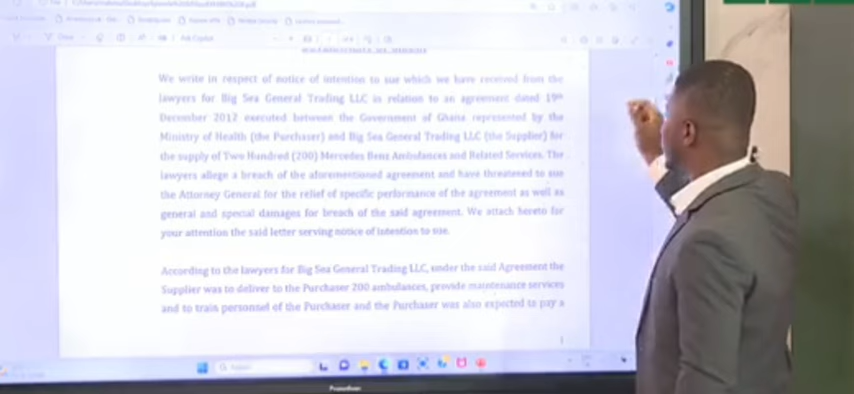 We write in respect of notice of intention to sue which we have received from the
lawyers for Big Sea General Trading LLC in relation to an agreement dated 19th
December 2012 executed between the Government of Ghana represented by the
Ministry of Health (the Purchaser) and Big Sea General Trading LLC (the Supplier) for
the supply of Two Hundred (200) Mercedes Benz Ambulances and Related Services. The
lawyers allege a breach of the aforementioned agreement and have threatened to sue
the Attorney General for the relief of specific performance of the agreement as well as
general and special damages for breach of the said agreement. We attach hereto for
your attention the said letter serving notice of intention to sue.
According to the lawyers for Big Sea General Trading LLC, under the said Agreement the
Supplier was to deliver to the Purchaser 200 ambulances, provide maintenance services
and to train personnel of the Purchaser and the Purchaser was also expected to pay a
1
Promethean